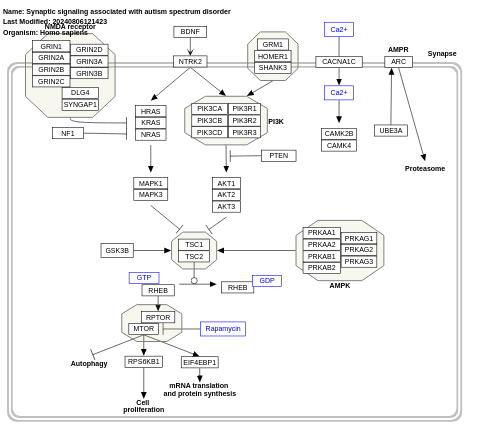 Name: Synaptic signaling associated with autism spectrum disorder
Last Modified: 20240806121423
Organism: Homo sapiens
NMDA receptor
GRIN1
GRIN2A
GRIN2B
GRIN2C
GRIN2D
GRIN3A
GRIN3B
DLG4
SYNGAP1
NF1
BDNF
NTRK2
GRM1
HOMER1
SHANK3
Ca2+
CACNA1C
AMPR
ARC
Synapse
Ca2+
CAMK2B
CAMK4
UBE3A
Proteasome
HRAS
KRAS
NRAS
PIK3CA
PIK3CB
PIK3CD
PIK3R1
PIK3R2
PIK3R3
PI3K
PTEN
MAPK1
MAPK3
AKT1
AKT2
AKT3
GSK3B
TSC1
TSC2
PRKAA1
PRKAA2
PRKAB1
PRKAB2
PRKAG1
PRKAG2
PRKAG3
AMPK
GTP
RHEB
RHEB
GDP
RPTOR
MTOR
Rapamycin
Autophagy
RPS6KB1
EIF4EBP1
mRNA translation
and protein synthesis
Cell
proliferation